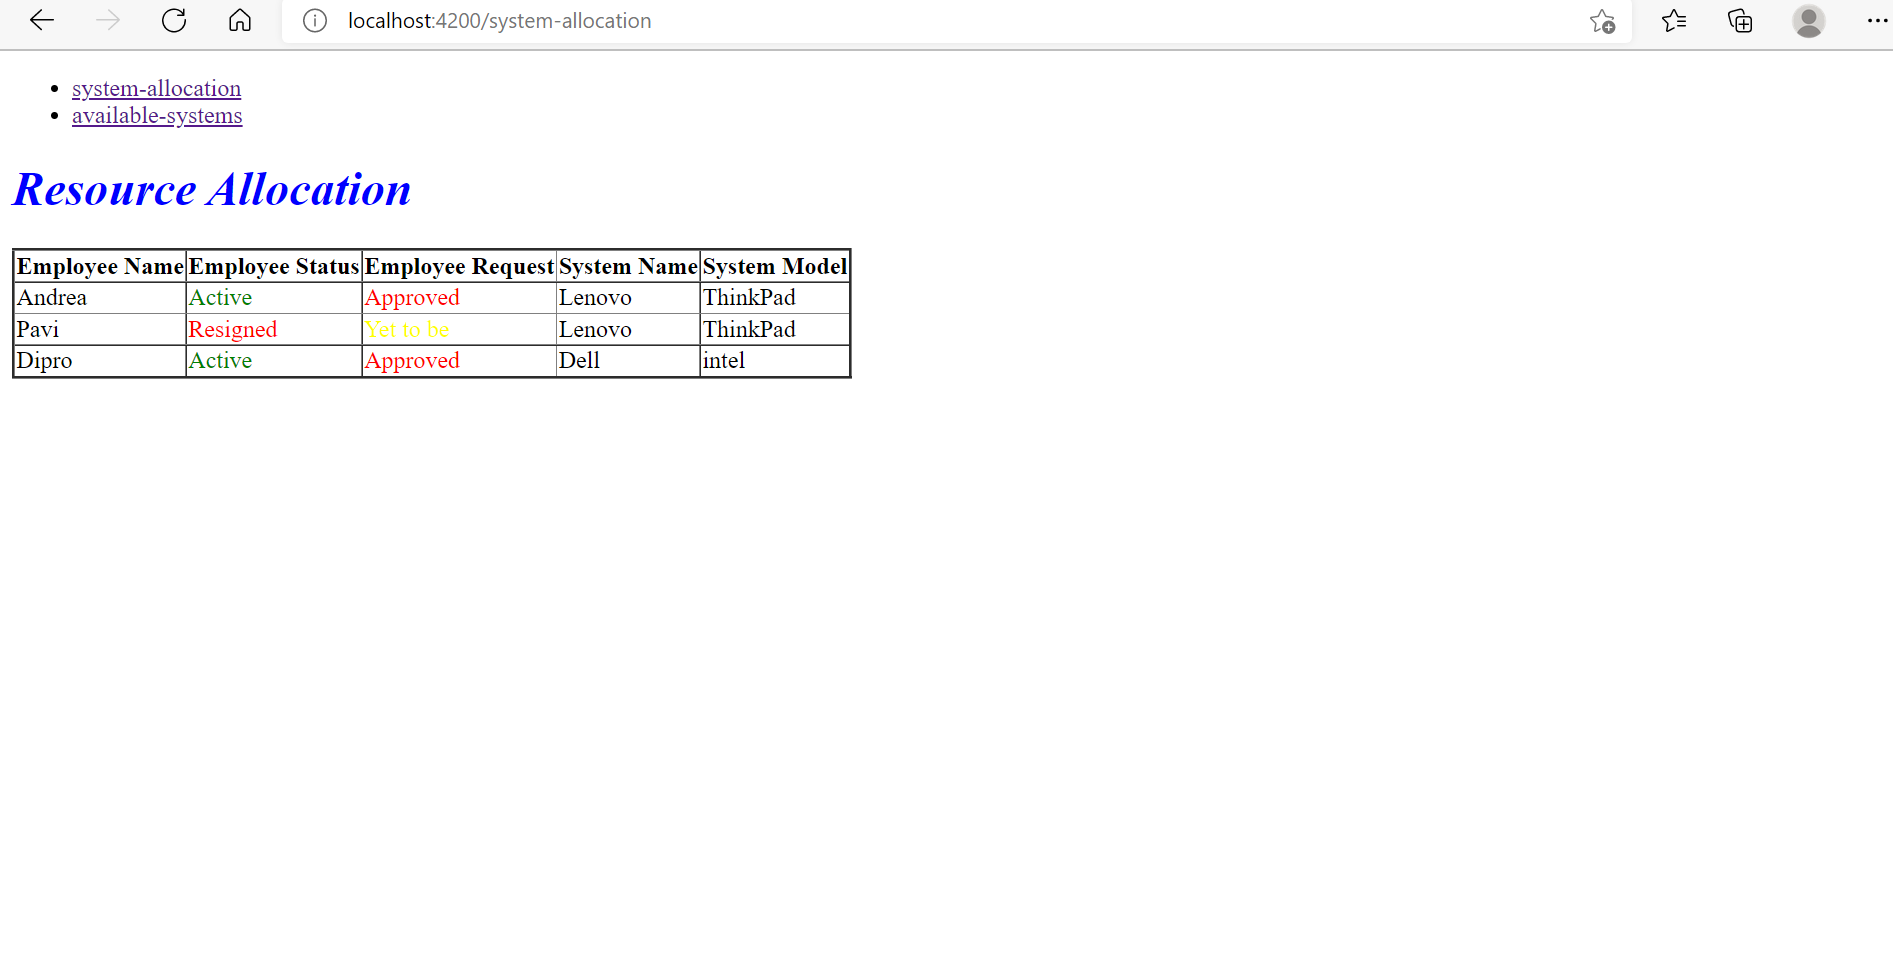 localhost:4200/system-allocation
system-allocation
available-systems
Resource Allocation
Employee Name Employee Status Employee Request System Name System Model
Andrea Active Approved Lenovo ThinkPad
Pavi Resigned Yet to be Lenovo ThinkPad
Dipro Active Approved Dell intel